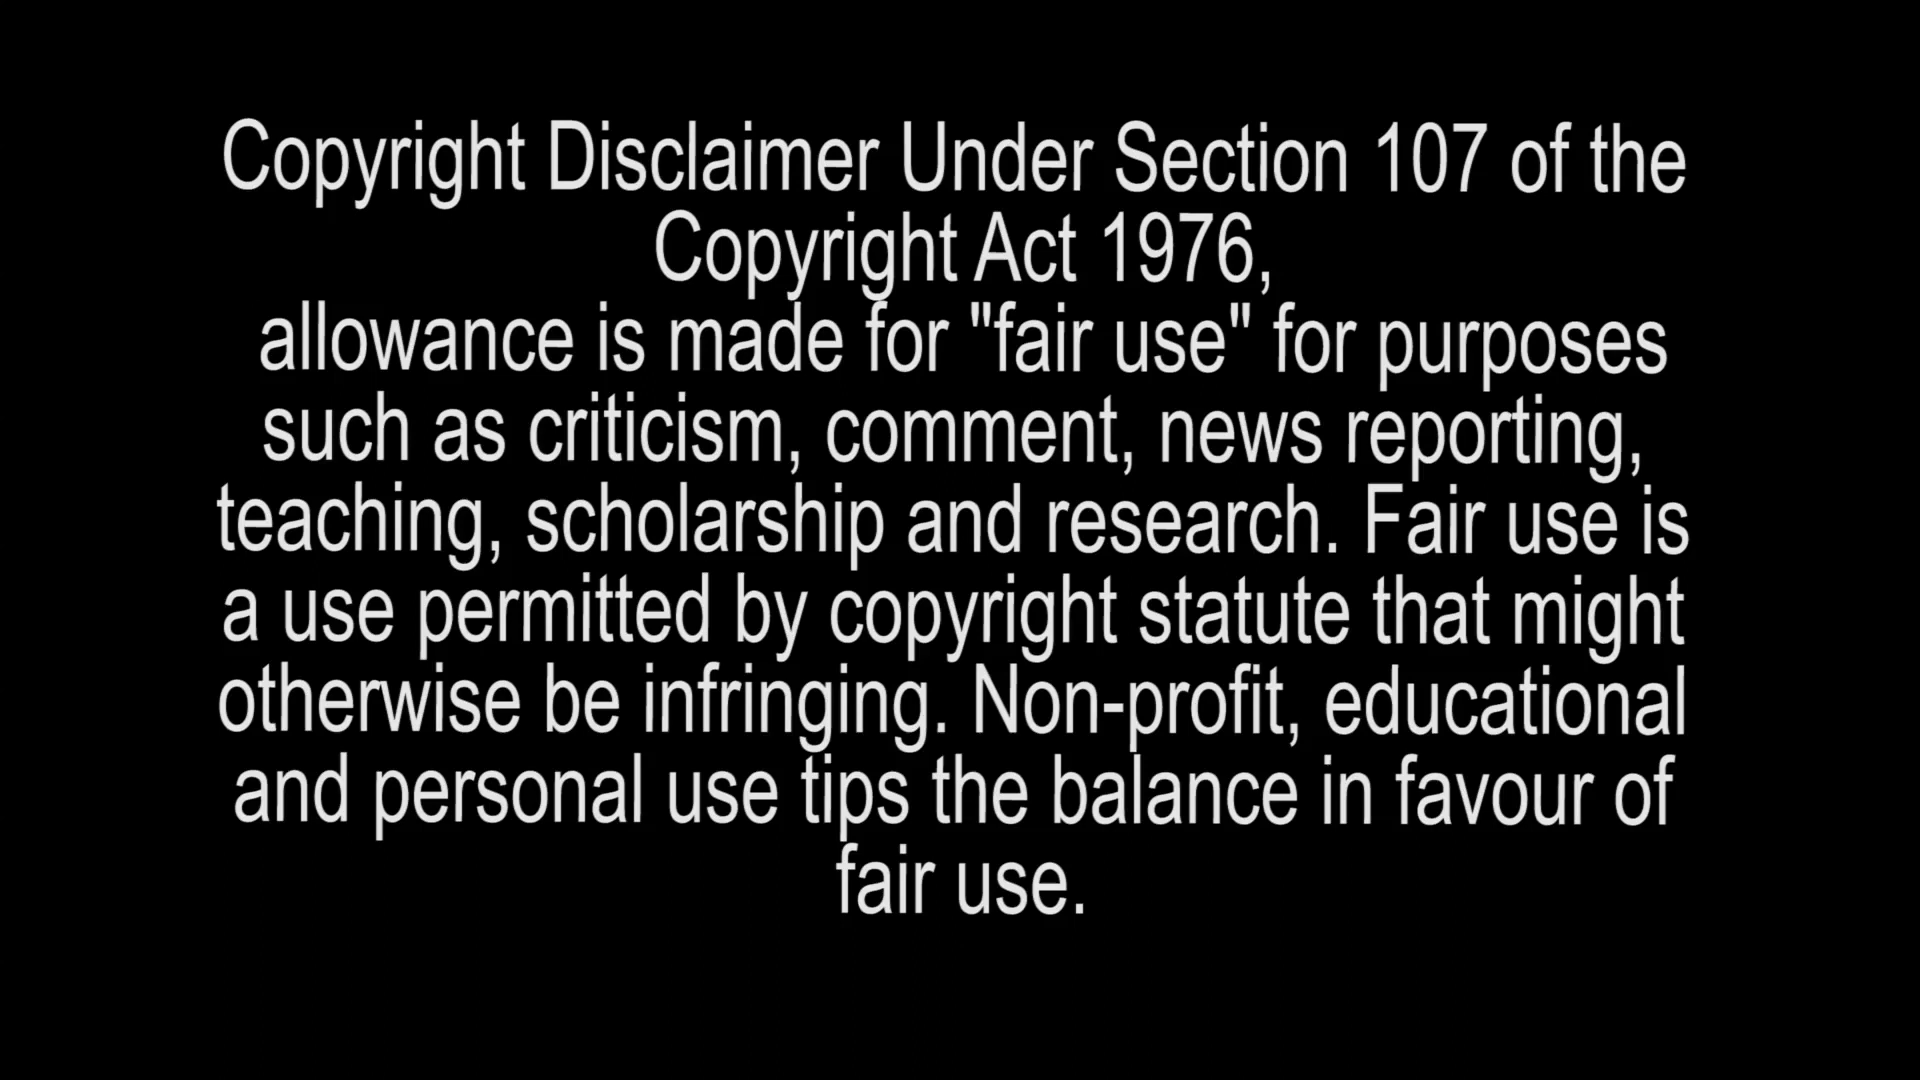 Copyright Disclaimer Under Section 107 of the
Copyright Act 1976,
allowance is made for "fair use" for purposes
such as criticism, comment, news reporting,
teaching, scholarship and research. Fair use is
a use permitted by copyright statute that might
otherwise be infringing. Non-profit, educational
and personal use tips the balance in favour of
fair use.